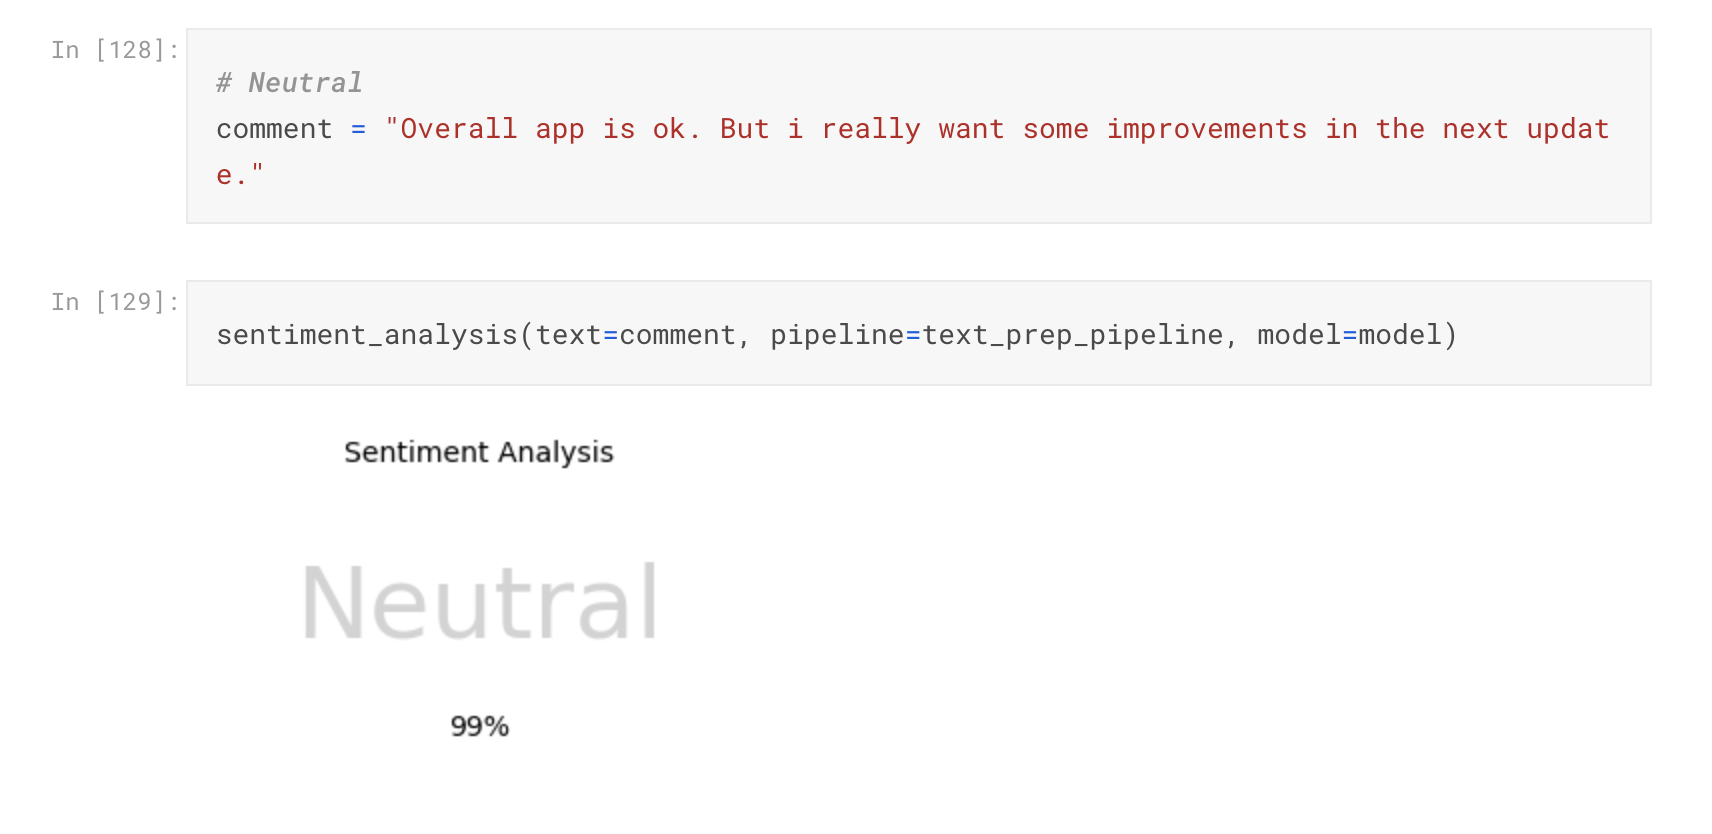 In [128]:
# Neutral
comment = "Overall app is ok. But i really want some improvements in the next updat
e."
In [129]:
sentiment_analysis(text=comment, pipeline=text_prep_pipeline, model=model)
Sentiment Analysis
Neutral
99%